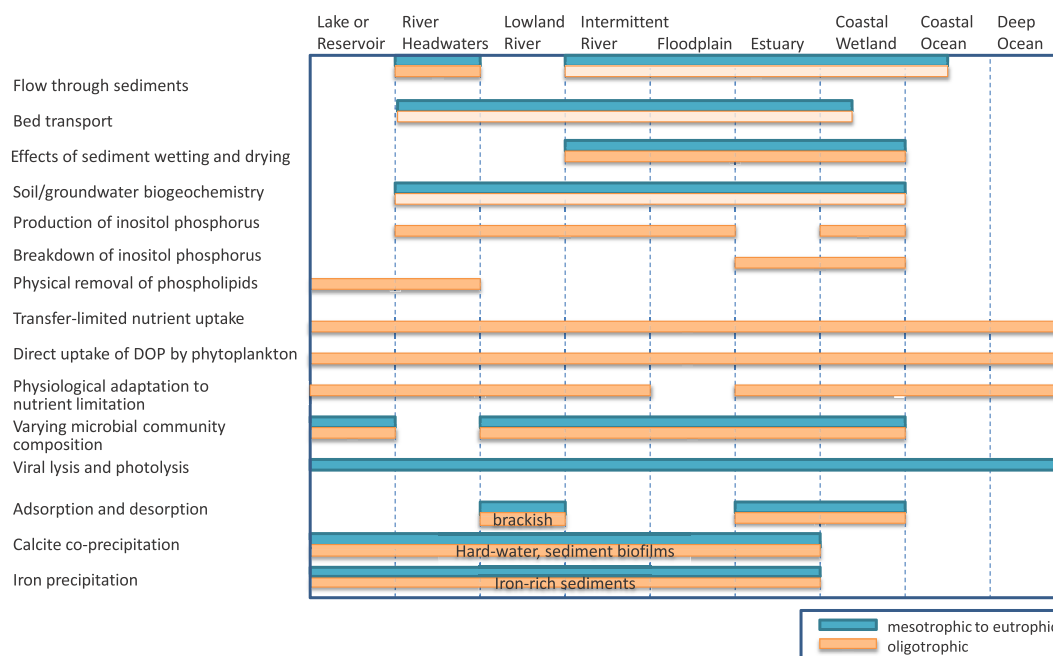 Lake or River Lowland Intermittent Coastal Coastal Deep
Reservoir Headwaters River River Floodplain Estuary Wetland Ocean Ocean
Flow through sediments
Bed transport
Effects of sediment wetting and drying
Soil/groundwater biogeochemistry
Production of inositol phosphorus
Breakdown of inositol phosphorus
Physical removal of phospholipids
Transfer-limited nutrient uptake
Direct uptake of DOP by phytoplankton
Physiological adaptation to
nutrient limitation
Varying microbial community
composition
Viral lysis and photolysis
Adsorption and desorption
brackish
Calcite co-precipitation
Hard-water, sediment biofilms
Iron precipitation
Iron-rich sediments
mesotrophic to eutrophic
oligotrophic